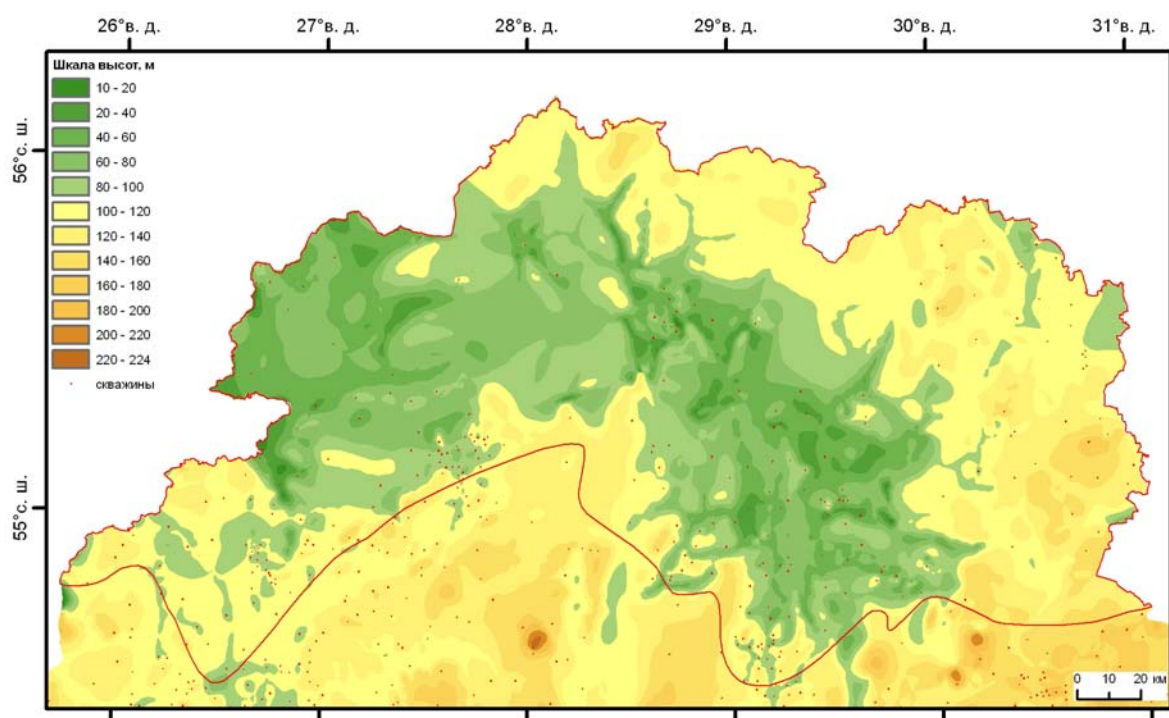 26°в. д. 27°в. д. 28°в. д. 29°в. д. 30°в. д. 31°в. д.
Шкала высот, м
10 - 20
20 - 40
40 - 60
60 - 80
80 - 100
100 - 120
120 - 140
140 - 160
160 - 180
180 - 200
200 - 220
220 - 224
скважины
56°с. ш.
55°с. ш.
0 10 20 км